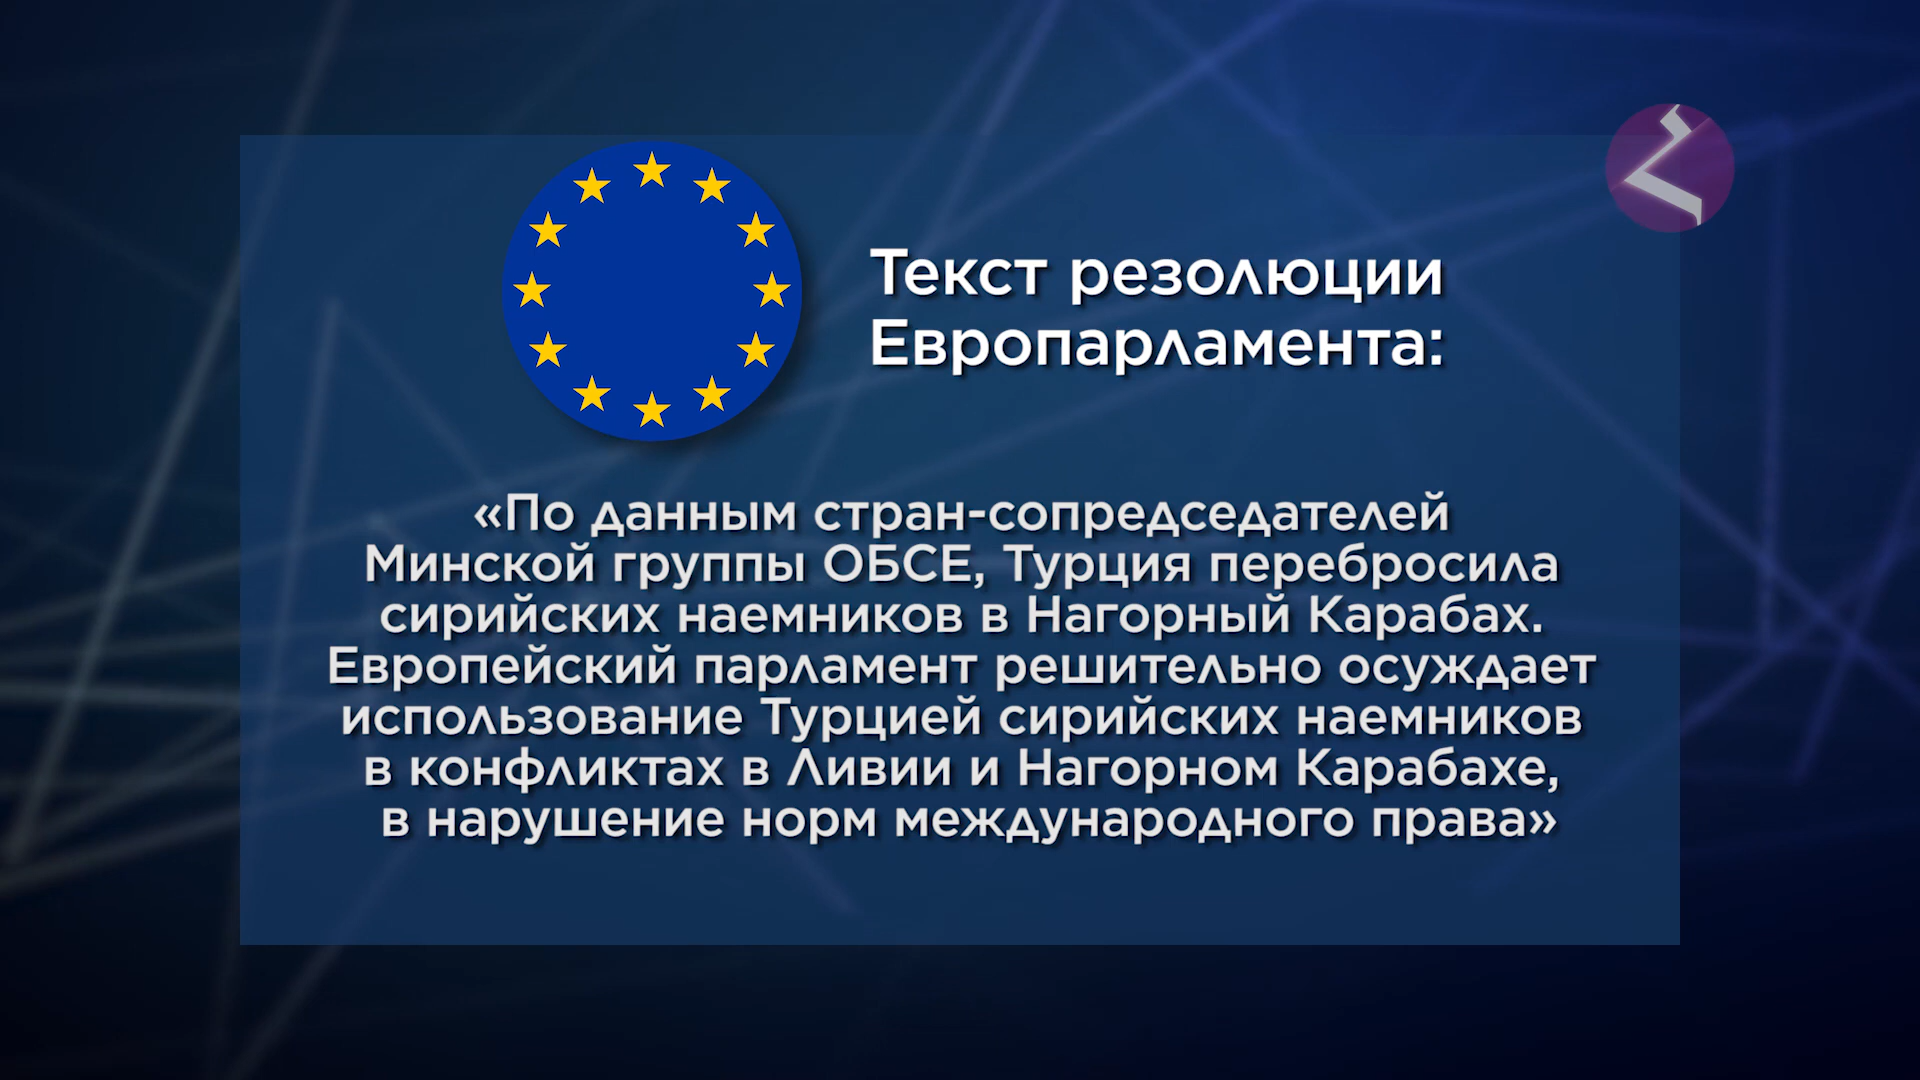 Текст резолюции
Европарламента:
«По данным стран-сопредседателей
Минской группы ОБСЕ, Турция перебросила
сирийских наемников в Нагорный Карабах.
Европейский парламент решительно осуждает
использование Турцией сирийских наемников
в конфликтах в Ливии и Нагорном Карабахе,
в нарушение норм международного права»